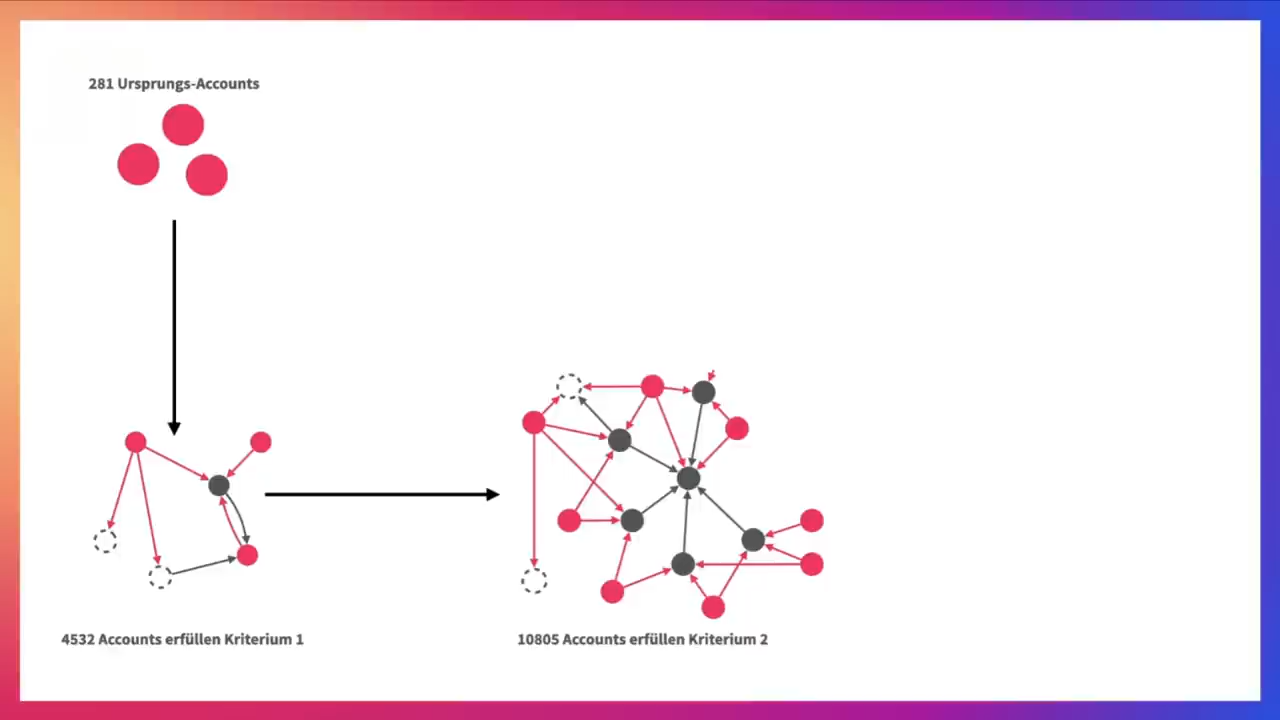 281 Ursprungs-Accounts
4532 Accounts erfüllen Kriterium 1
10805 Accounts erfüllen Kriterium 2